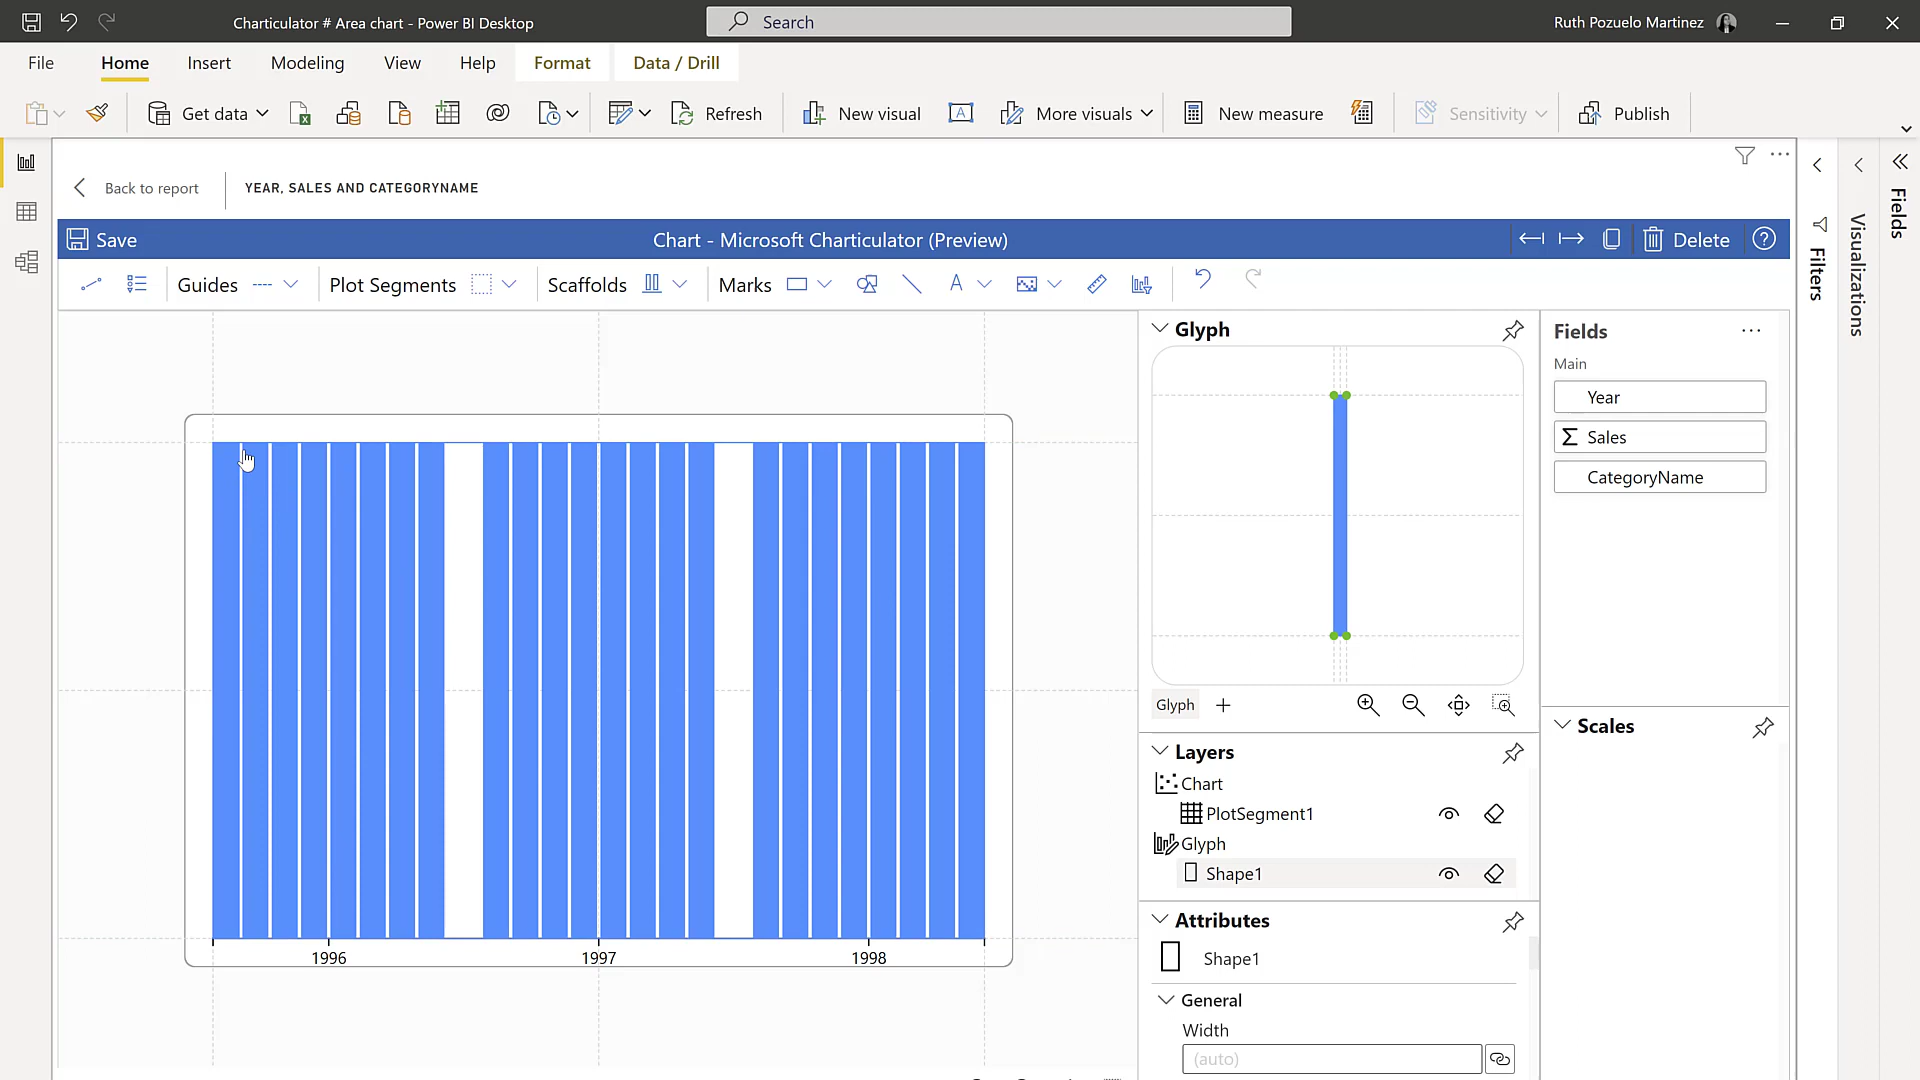 Charticulator # Area chart - Power BI Desktop
Search
Ruth Pozuelo Martinez
File
Home
Insert
Modeling
View
Help
Format
Data / Drill
Get data
Refresh
New visual
More visuals
New measure
Sensitivity
Publish
Back to report
YEAR, SALES AND CATEGORYNAME
Save
Chart - Microsoft Charticulator (Preview)
Delete
Guides
Plot Segments
Scaffolds
Marks
Glyph
Glyph
Layers
Chart
PlotSegment1
Glyph
Shape1
Attributes
Shape1
General
Width
(auto)
Fields
Main
Year
Sales
CategoryName
Scales
1996
1997
1998
Filters
Visualizations
Fields